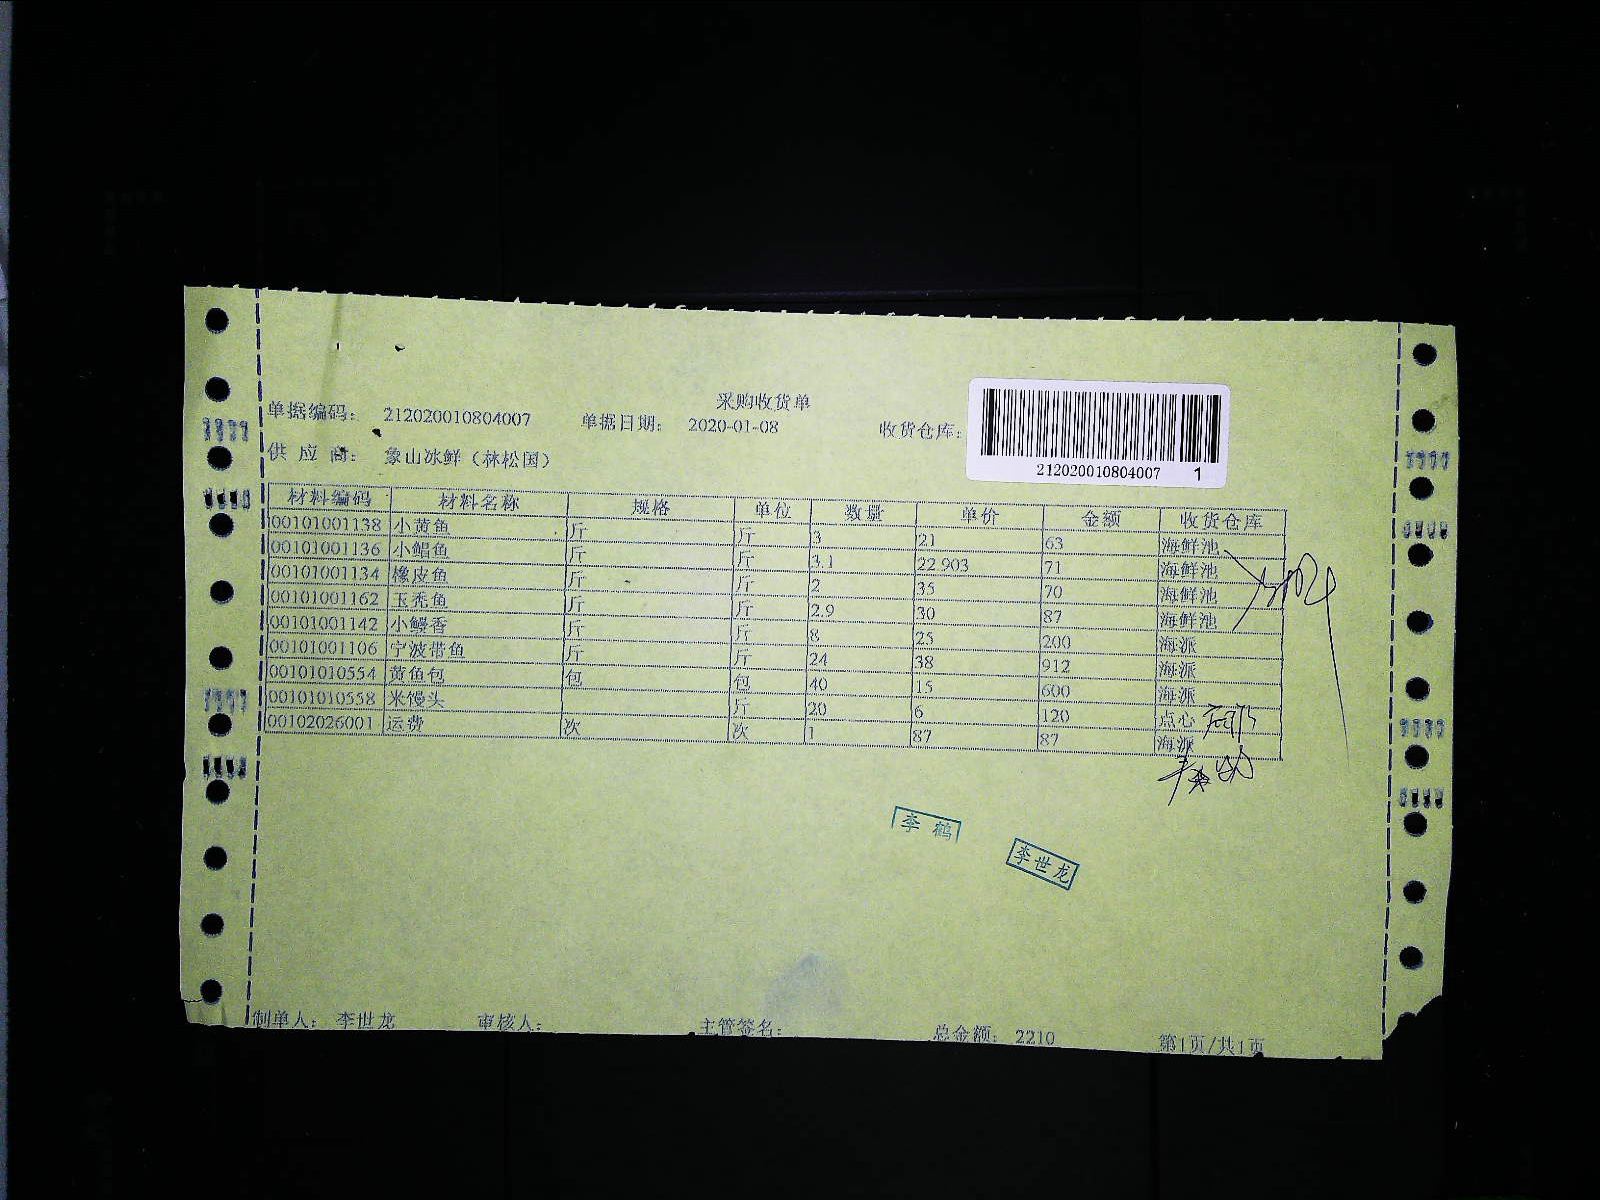 采购收货单
单据编码： 212020010804007 单据日期： 2020-01-08 收货仓库：
212020010804007 1
供应商： 象山冰鲜（林松国）
材料编码 材料名称 规格 单位 数量 单价 金额 收货仓库
00101001138 小黄鱼 斤 斤 3 21 63 海鲜池
00101001136 小鲳鱼 斤 斤 3.1 22.903 71 海鲜池
00101001134 橡皮鱼 斤 斤 2 35 70 海鲜池
00101001162 玉秃鱼 斤 斤 2.9 30 87 海鲜池
00101001142 小鳗香 斤 斤 8 25 200 海派
00101001106 宁波带鱼 斤 斤 24 38 912 海派
00101010554 黄鱼包 包 包 40 15 600 海派
00101010558 米馒头 斤 20 6 120 点心
00102026001 运费 次 次 1 87 87 海派
李鹤
李世龙
制单人： 李世龙 审核人： 主管签名： 总金额： 2210 第1页/共1页